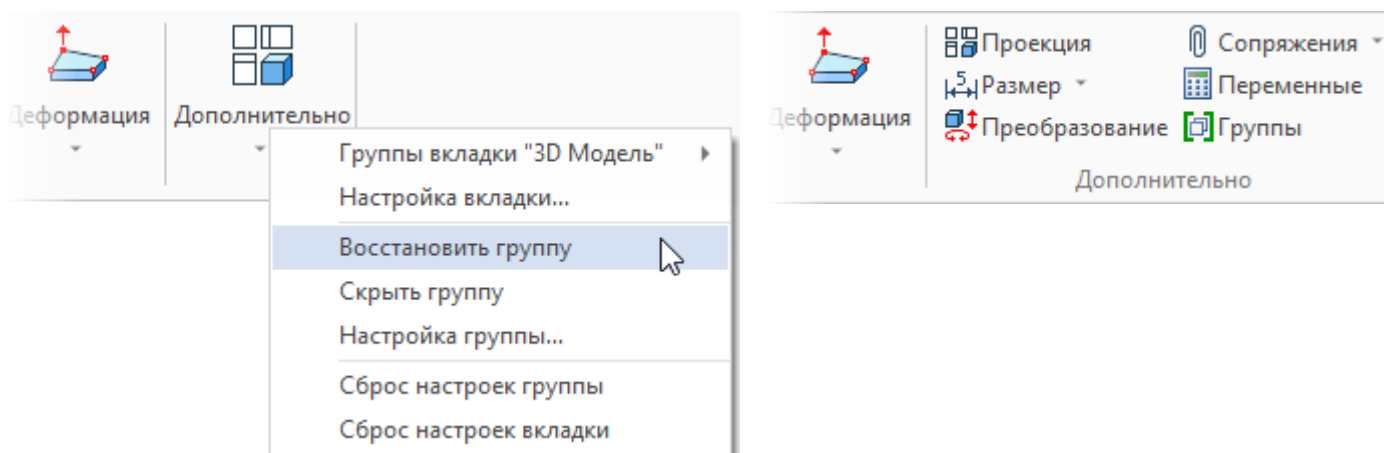 Деформация
Дополнительно
Группы вкладки "3D Модель"
Настройка вкладки...
Восстановить группу
Скрыть группу
Настройка группы...
Сброс настроек группы
Сброс настроек вкладки
Деформация
Проекция
Сопряжения
5 Размер
Переменные
Преобразование
Группы
Дополнительно